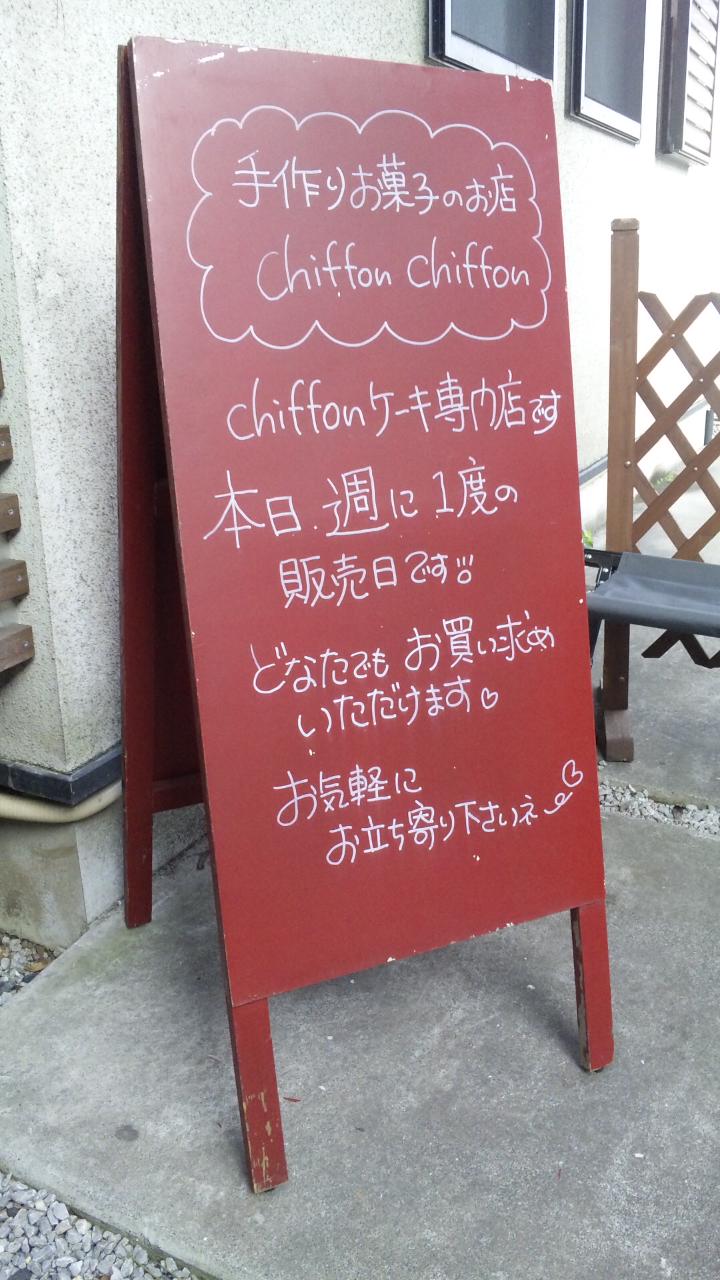 手作りお菓子のお店
Chiffon Chiffon
chiffonケーキ専門店です
本日.週に1度の
販売日です!!
どなたでもお買い求め
いただけます♡
お気軽に
お立ち寄り下さいネ